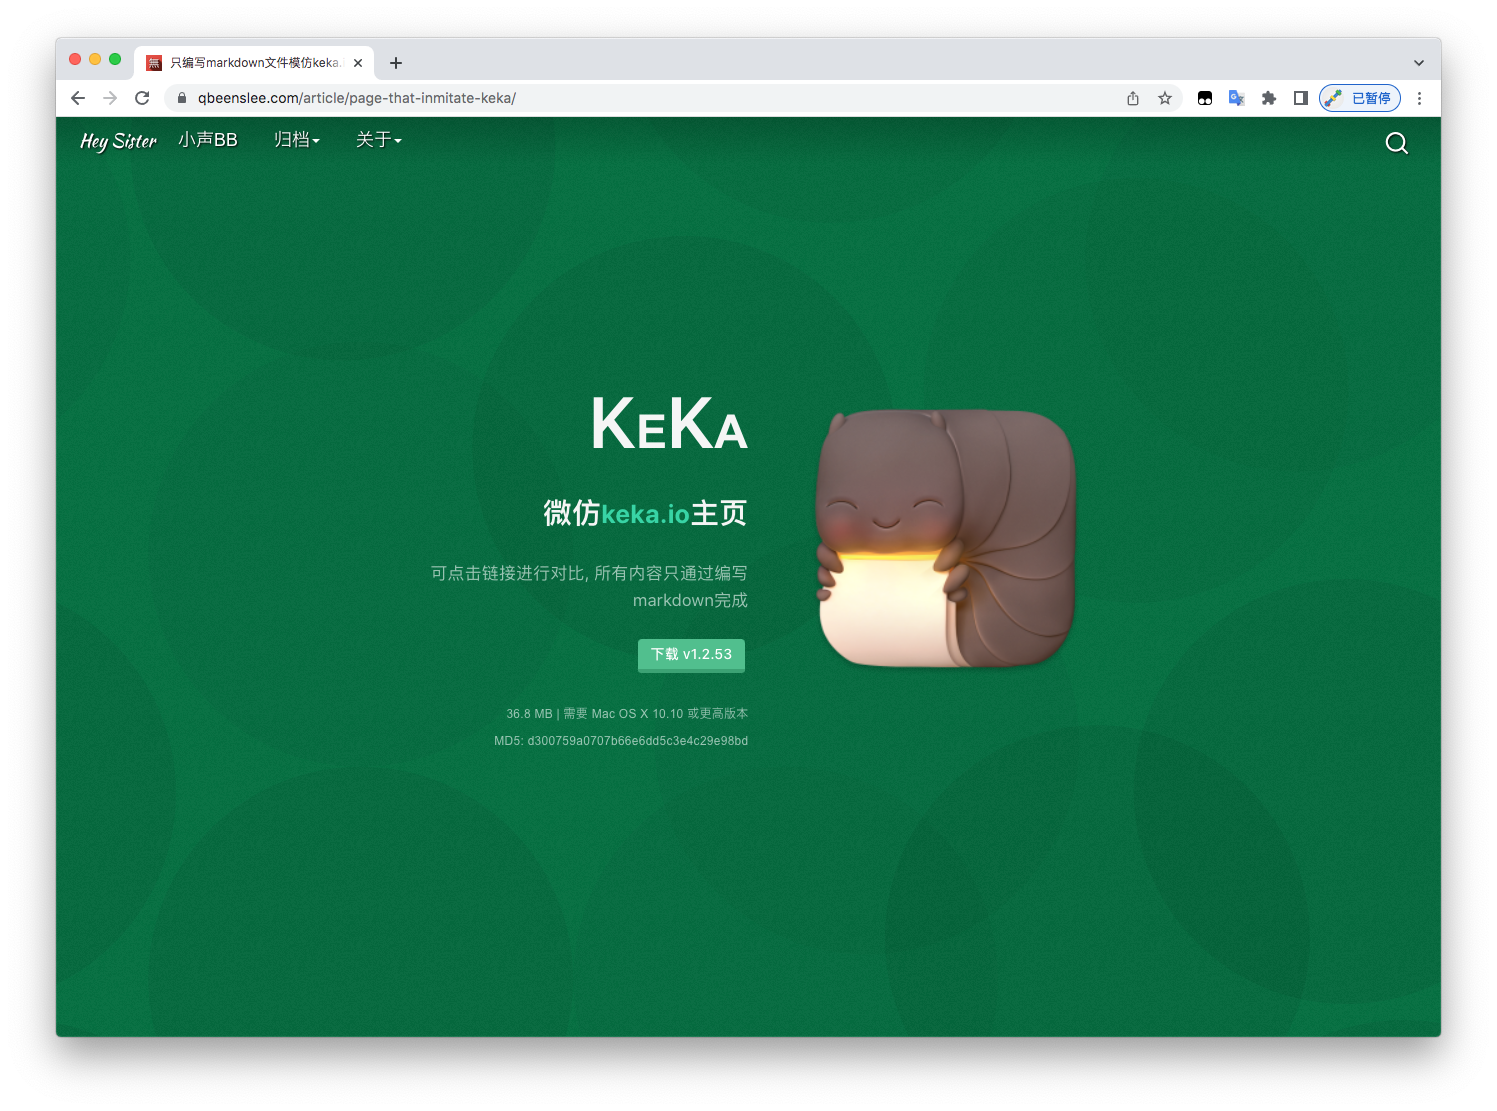 無
只编写markdown文件模仿keka.
qbeenslee.com/article/page-that-inmitate-keka/
已暂停
Hey Sister
小声BB
归档
关于
KEKA
微仿keka.io主页
可点击链接进行对比, 所有内容只通过编写
markdown完成
下载 v1.2.53
36.8 MB | 需要 Mac OS X 10.10 或更高版本
MD5: d300759a0707b66e6dd5c3e4c29e98bd